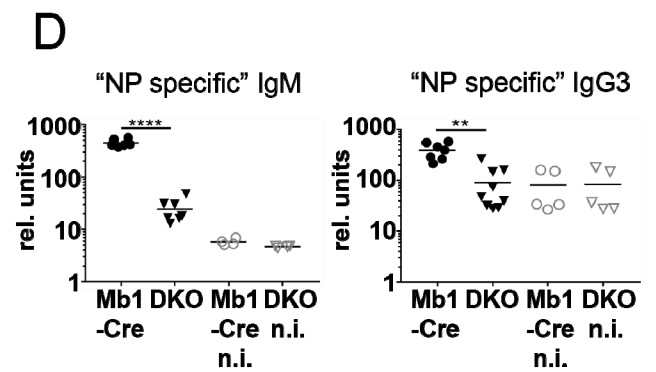 D
“NP specific” IgM
rel. units
1000
100
10
1
****
Mb1 DKO Mb1 DKO
-Cre -Cre n.i.
n.i.
“NP specific” IgG3
rel. units
1000
100
10
1
**
Mb1 DKO Mb1 DKO
-Cre -Cre n.i.
n.i.